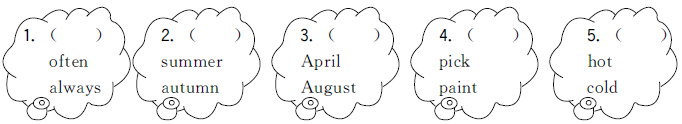 1. (    ) 2. (    ) 3. (    ) 4. (    ) 5. (    )
often summer April pick hot
always autumn August paint cold